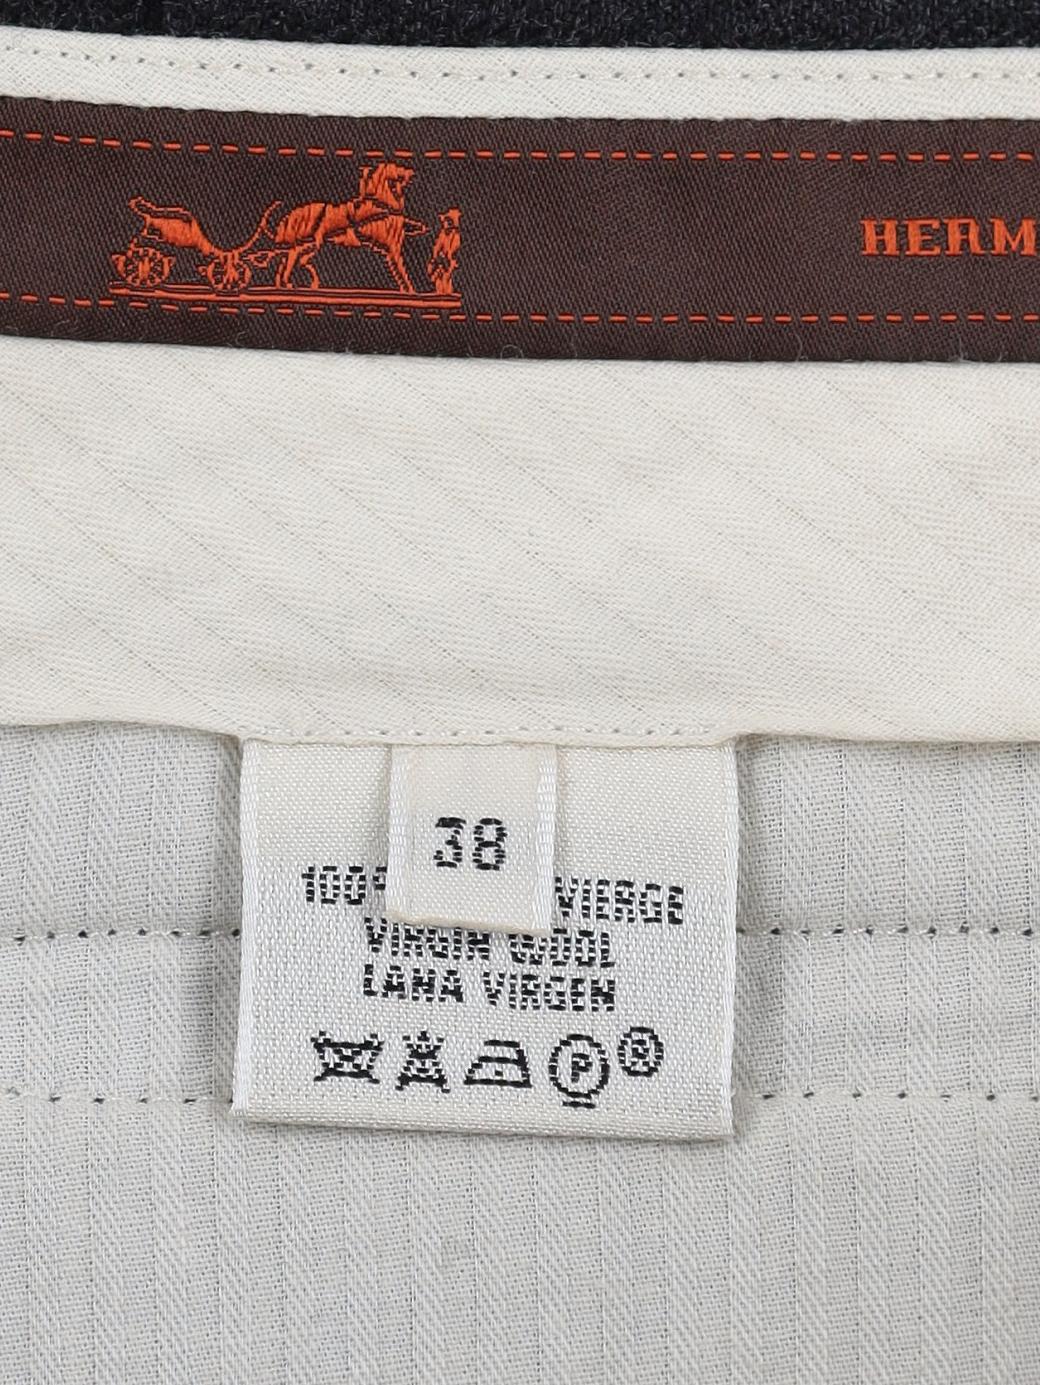 HERM
38
100% VIERGE
VIRGIN WOOL
LANA VIRGEN
P
R